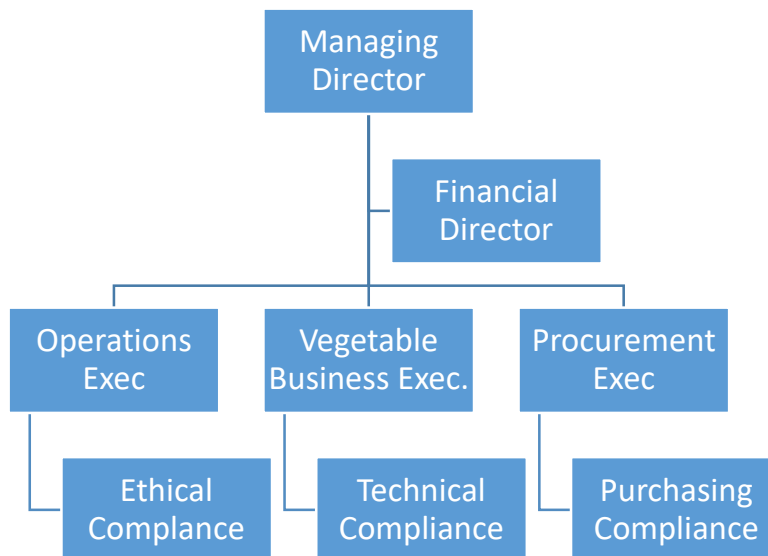 Managing
Director
Financial
Director
Operations
Exec
Vegetable
Business Exec.
Procurement
Exec
Ethical
Complance
Technical
Compliance
Purchasing
Compliance